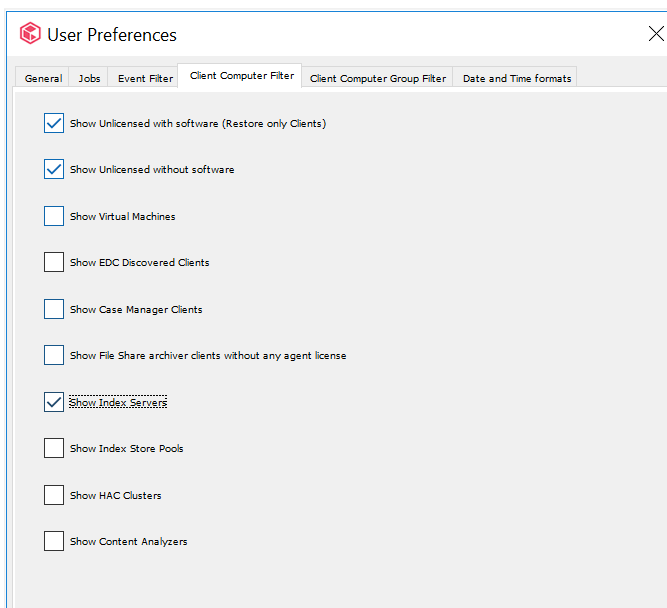 User Preferences
General Jobs Event Filter Client Computer Filter Client Computer Group Filter Date and Time formats
Show Unlicensed with software (Restore only Clients)
Show Unlicensed without software
Show Virtual Machines
Show EDC Discovered Clients
Show Case Manager Clients
Show File Share archiver clients without any agent license
Show Index Servers
Show Index Store Pools
Show HAC Clusters
Show Content Analyzers